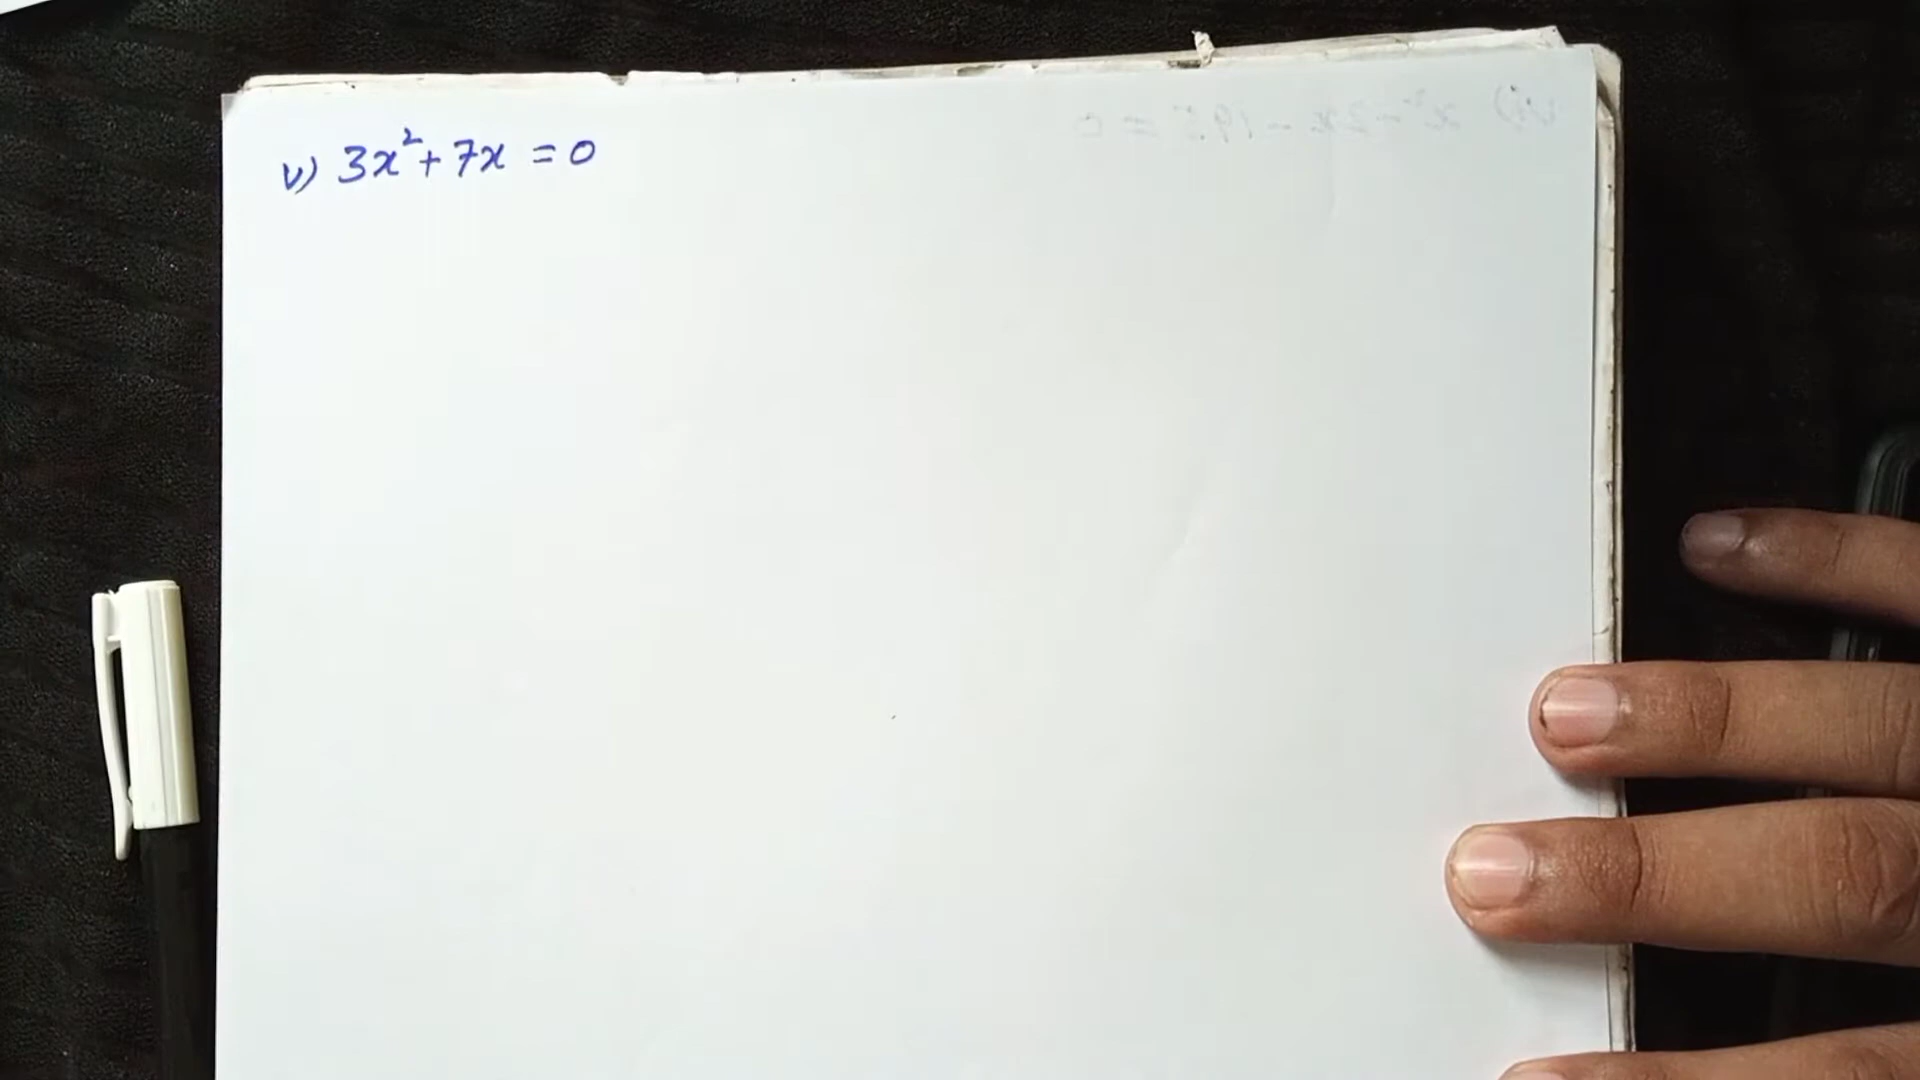 v) 3x²+7x = 0